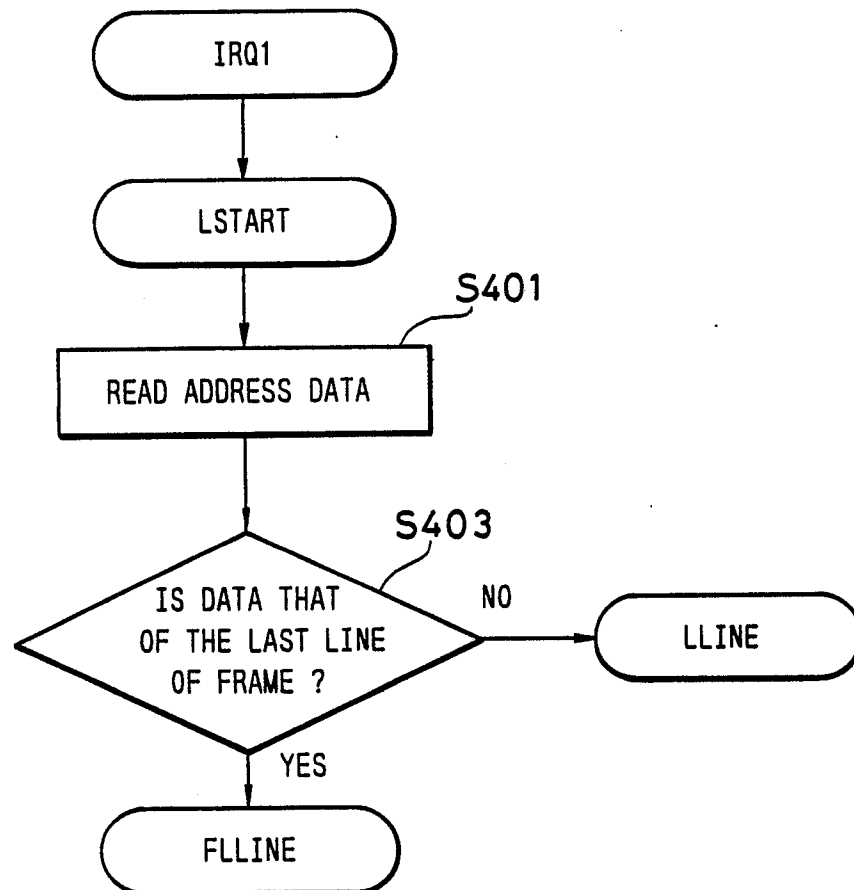 IRQ1
LSTART
S401
READ ADDRESS DATA
S403
IS DATA THAT
OF THE LAST LINE
OF FRAME ?
NO
LLINE
YES
FLLINE